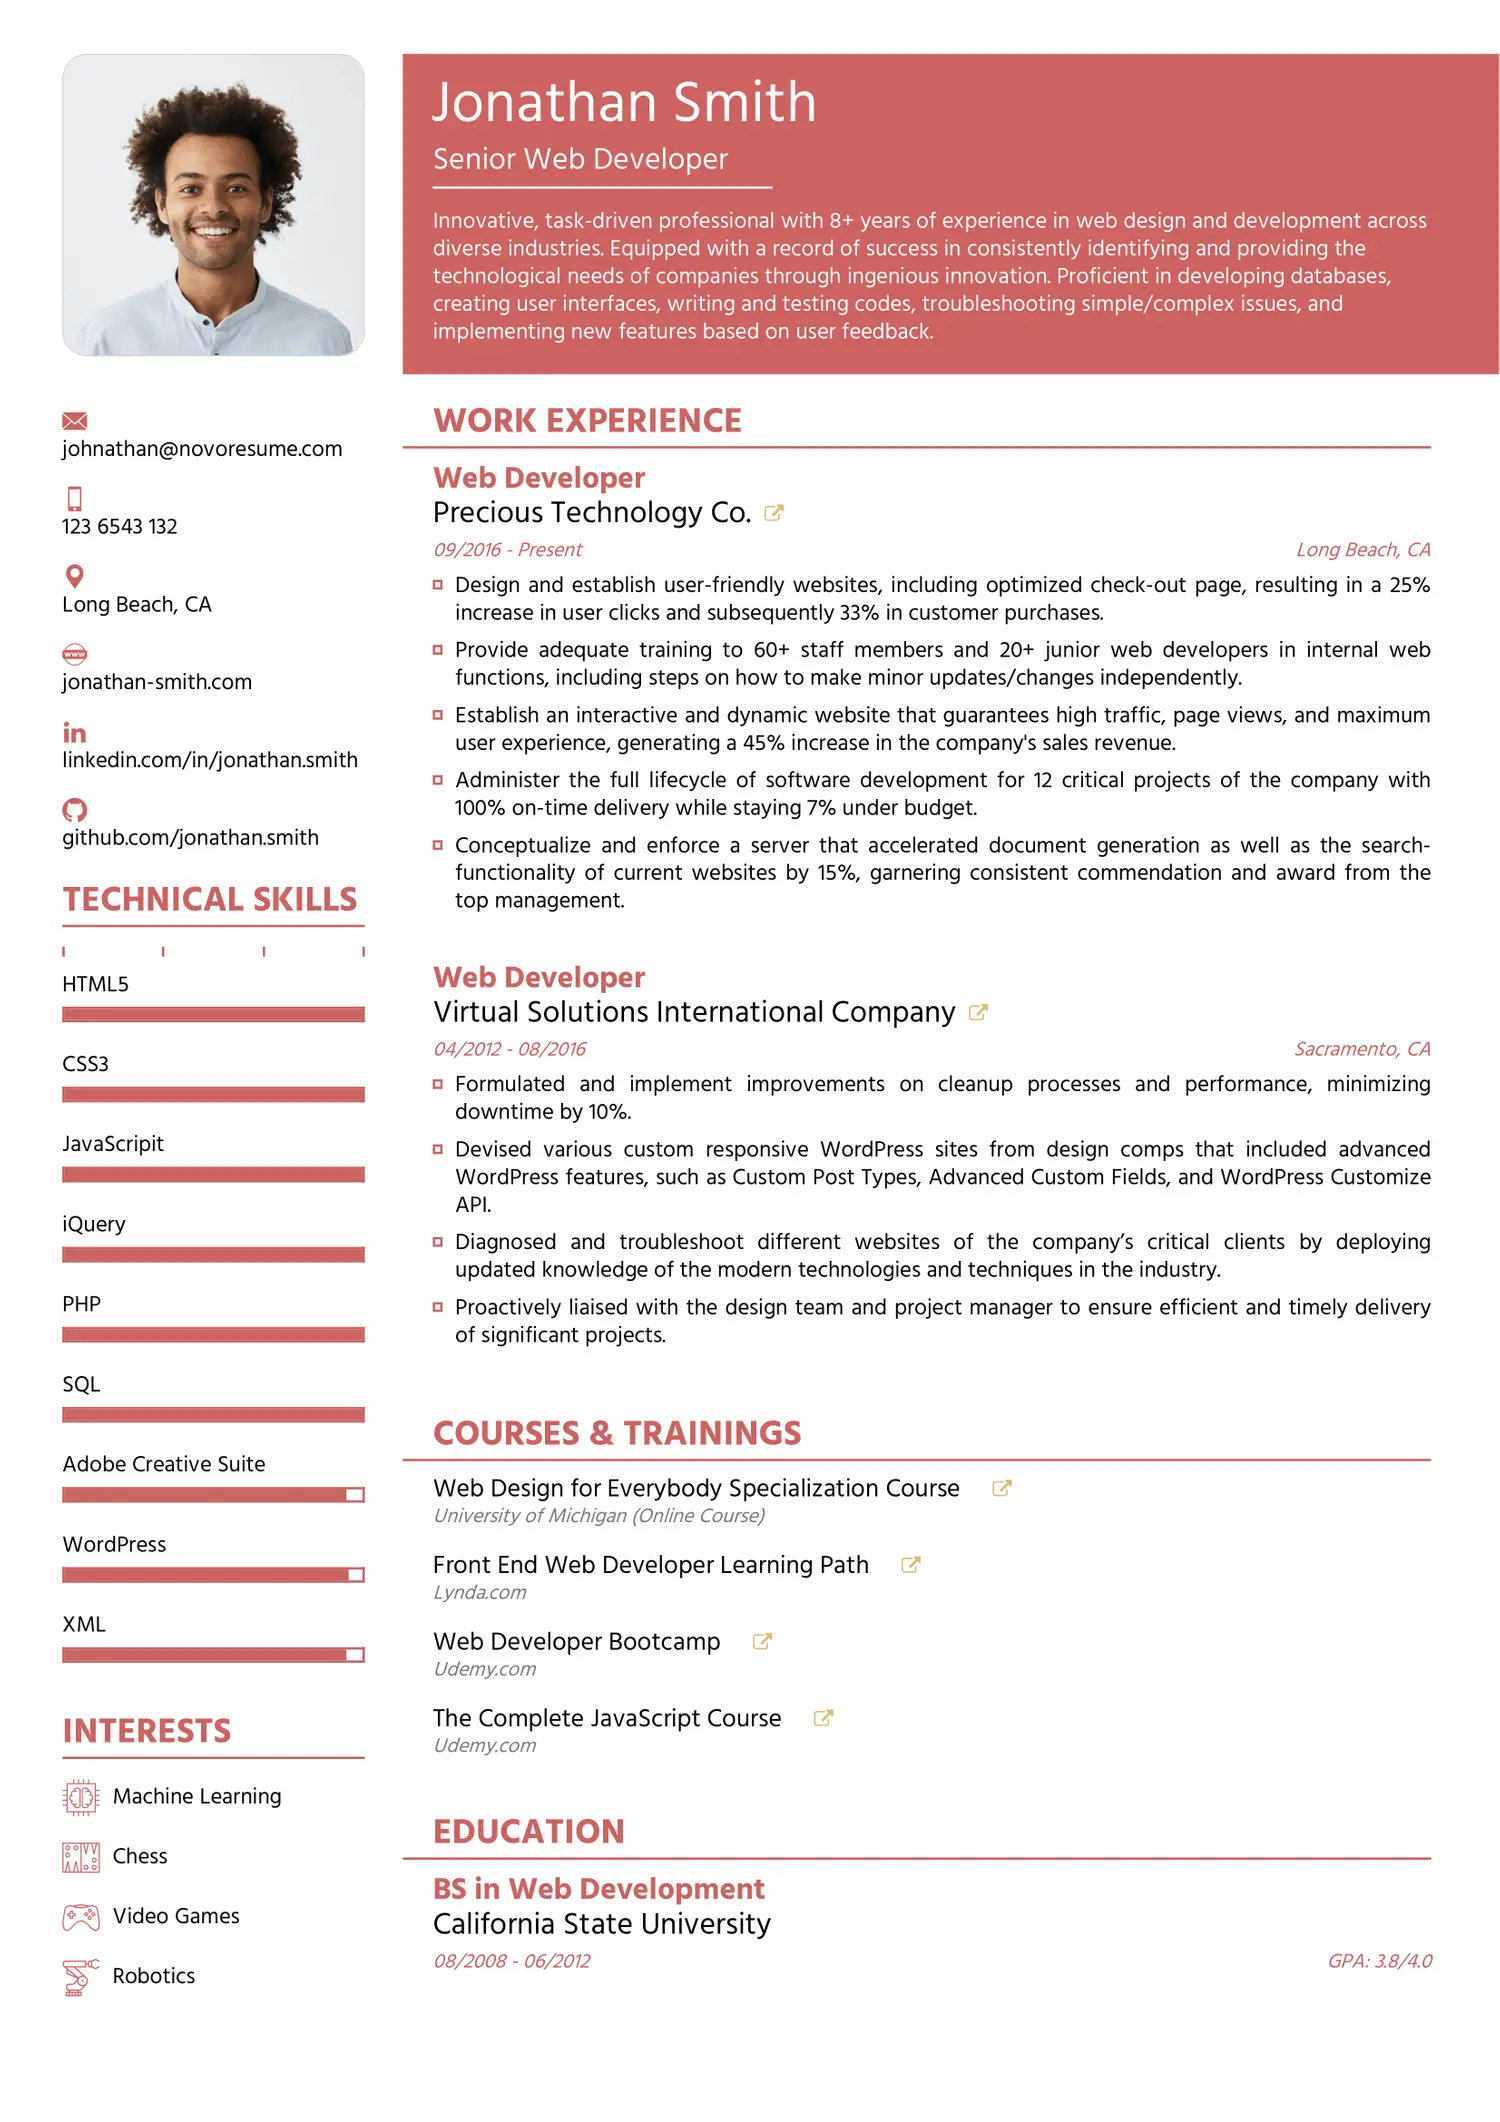 Jonathan Smith
Senior Web Developer
Innovative, task-driven professional with 8+ years of experience in web design and development across
diverse industries. Equipped with a record of success in consistently identifying and providing the
technological needs of companies through ingenious innovation. Proficient in developing databases,
creating user interfaces, writing and testing codes, troubleshooting simple/complex issues, and
implementing new features based on user feedback.
johnathan@novoresume.com
123 6543 132
Long Beach, CA
www
jonathan-smith.com
in
linkedin.com/in/jonathan.smith
github.com/jonathan.smith
TECHNICAL SKILLS
HTML5
CSS3
JavaScripit
iQuery
PHP
SQL
Adobe Creative Suite
WordPress
XML
INTERESTS
Machine Learning
Chess
Video Games
Robotics
WORK EXPERIENCE
Web Developer
Precious Technology Co.
09/2016 - Present
Long Beach, CA
Design and establish user-friendly websites, including optimized check-out page, resulting in a 25%
increase in user clicks and subsequently 33% in customer purchases.
Provide adequate training to 60+ staff members and 20+ junior web developers in internal web
functions, including steps on how to make minor updates/changes independently.
Establish an interactive and dynamic website that guarantees high traffic, page views, and maximum
user experience, generating a 45% increase in the company's sales revenue.
Administer the full lifecycle of software development for 12 critical projects of the company with
100% on-time delivery while staying 7% under budget.
Conceptualize and enforce a server that accelerated document generation as well as the search-
functionality of current websites by 15%, garnering consistent commendation and award from the
top management.
Web Developer
Virtual Solutions International Company
04/2012 - 08/2016
Sacramento, CA
Formulated and implement improvements on cleanup processes and performance, minimizing
downtime by 10%.
Devised various custom responsive WordPress sites from design comps that included advanced
WordPress features, such as Custom Post Types, Advanced Custom Fields, and WordPress Customize
API.
Diagnosed and troubleshoot different websites of the company’s critical clients by deploying
updated knowledge of the modern technologies and techniques in the industry.
Proactively liaised with the design team and project manager to ensure efficient and timely delivery
of significant projects.
COURSES & TRAININGS
Web Design for Everybody Specialization Course
University of Michigan (Online Course)
Front End Web Developer Learning Path
Lynda.com
Web Developer Bootcamp
Udemy.com
The Complete JavaScript Course
Udemy.com
EDUCATION
BS in Web Development
California State University
08/2008 - 06/2012
GPA: 3.8/4.0